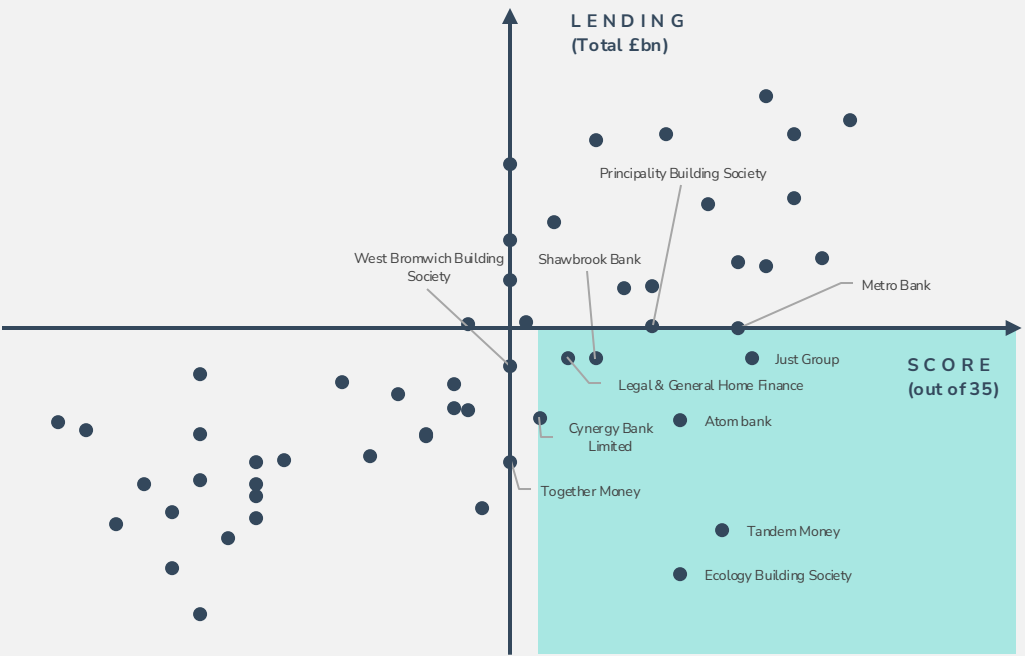 LENDING
(Total £bn)
Principality Building Society
West Bromwich Building
Society
Shawbrook Bank
Metro Bank
Just Group
SCORE
(out of 35)
Legal & General Home Finance
Cynergy Bank
Limited
Atom bank
Together Money
Tandem Money
Ecology Building Society